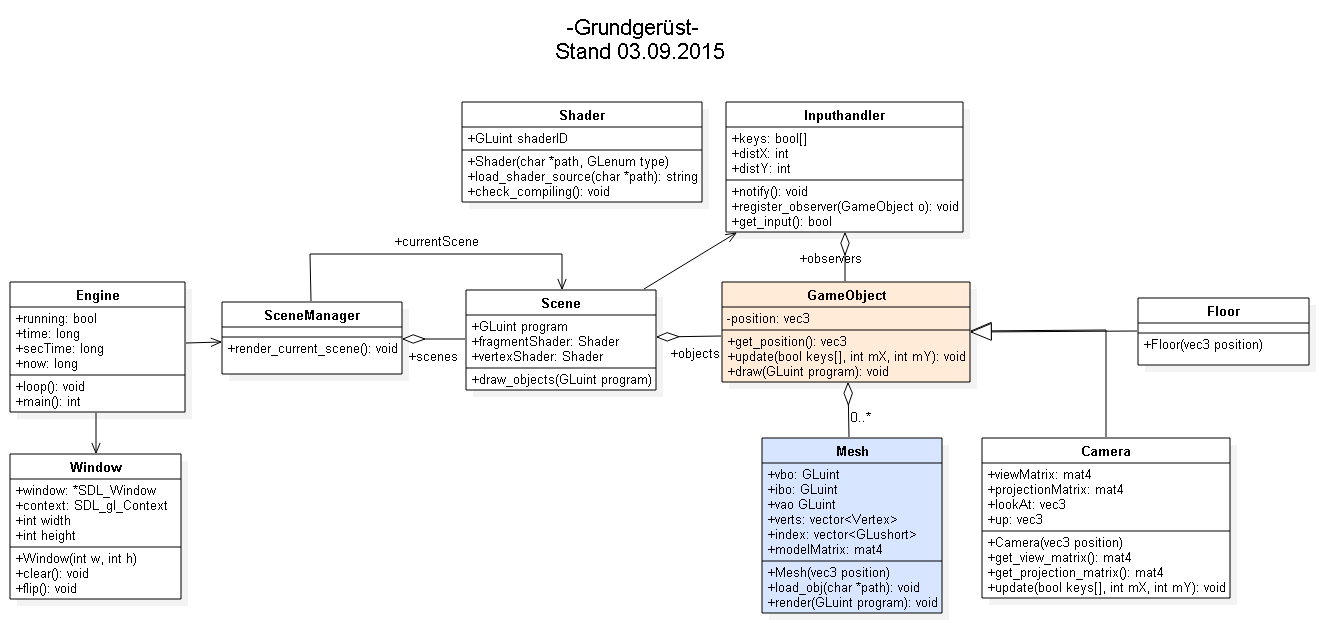 -Grundgerüst-
Stand 03.09.2015
Shader
+GLuint shaderID
+Shader(char *path, GLenum type)
+load_shader_source(char *path): string
+check_compiling(): void
Inputhandler
+keys: bool[]
+distX: int
+distY: int
+notify(): void
+register_observer(GameObject o): void
+get_input(): bool
+currentScene
+observers
Engine
+running: bool
+time: long
+secTime: long
+now: long
+loop(): void
+main(): int
SceneManager
+render_current_scene(): void
+scenes
Scene
+GLuint program
+fragmentShader: Shader
+vertexShader: Shader
+draw_objects(GLuint program)
+objects
GameObject
-position: vec3
+get_position(): vec3
+update(bool keys[], int mX, int mY): void
+draw(GLuint program): void
Floor
+Floor(vec3 position)
0..*
Window
+window: *SDL_Window
+context: SDL_gl_Context
+int width
+int height
+Window(int w, int h)
+clear(): void
+flip(): void
Mesh
+vbo: GLuint
+ibo: GLuint
+vao GLuint
+verts: vector<Vertex>
+index: vector<GLushort>
+modelMatrix: mat4
+Mesh(vec3 position)
+load_obj(char *path): void
+render(GLuint program): void
Camera
+viewMatrix: mat4
+projectionMatrix: mat4
+lookAt: vec3
+up: vec3
+Camera(vec3 position)
+get_view_matrix(): mat4
+get_projection_matrix(): mat4
+update(bool keys[], int mX, int mY): void